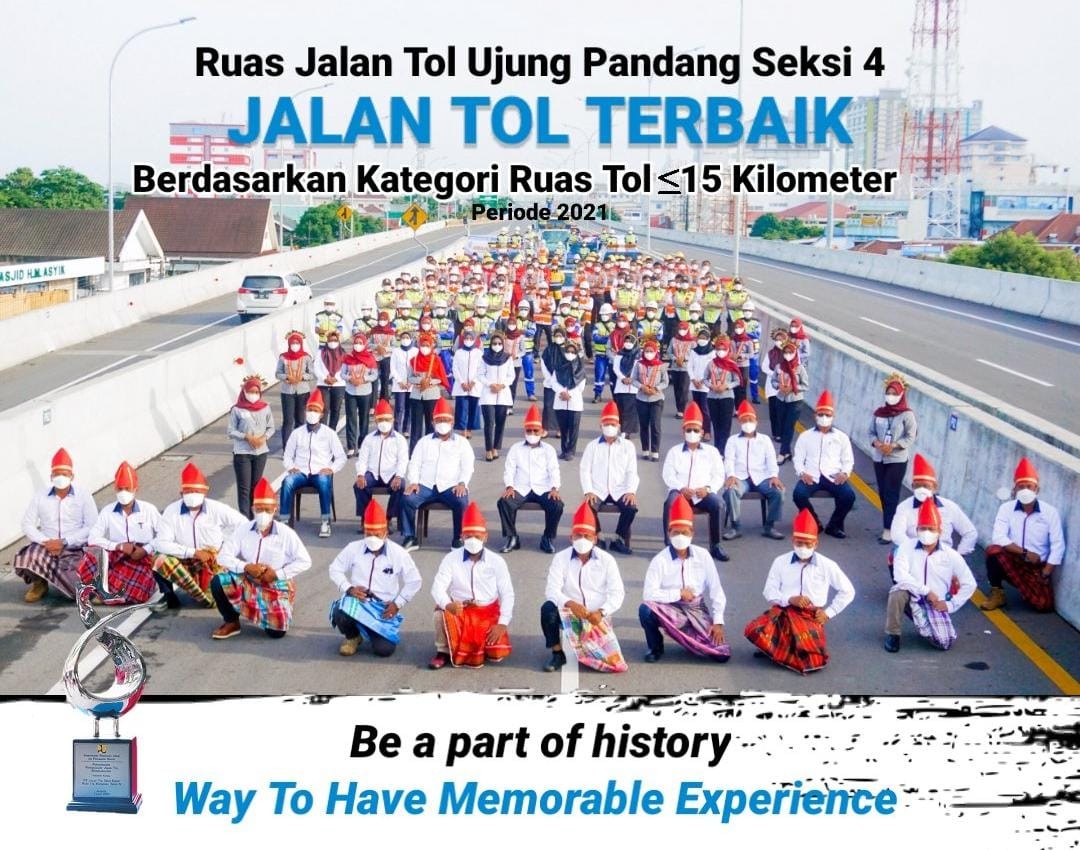 Ruas Jalan Tol Ujung Pandang Seksi 4
JALAN TOL TERBAIK
Berdasarkan Kategori Ruas Tol ≤15 Kilometer
Periode 2021
MASJID H.M.ASYIK
Be a part of history
Way To Have Memorable Experience